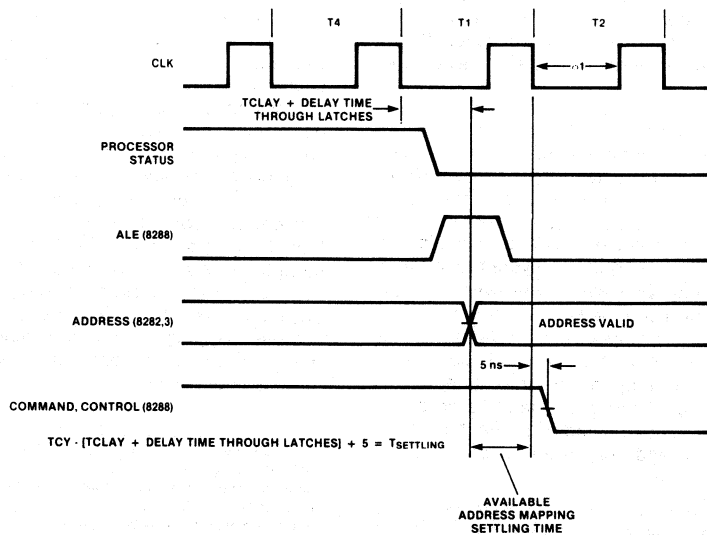 T4
T1
T2
CLK
1
TCLAY + DELAY TIME
THROUGH LATCHES
PROCESSOR
STATUS
ALE (8288)
ADDRESS (8282,3)
ADDRESS VALID
5 ns
COMMAND, CONTROL (8288)
TCY - [TCLAY + DELAY TIME THROUGH LATCHES] + 5 = TSETTLING
AVAILABLE
ADDRESS MAPPING
SETTLING TIME